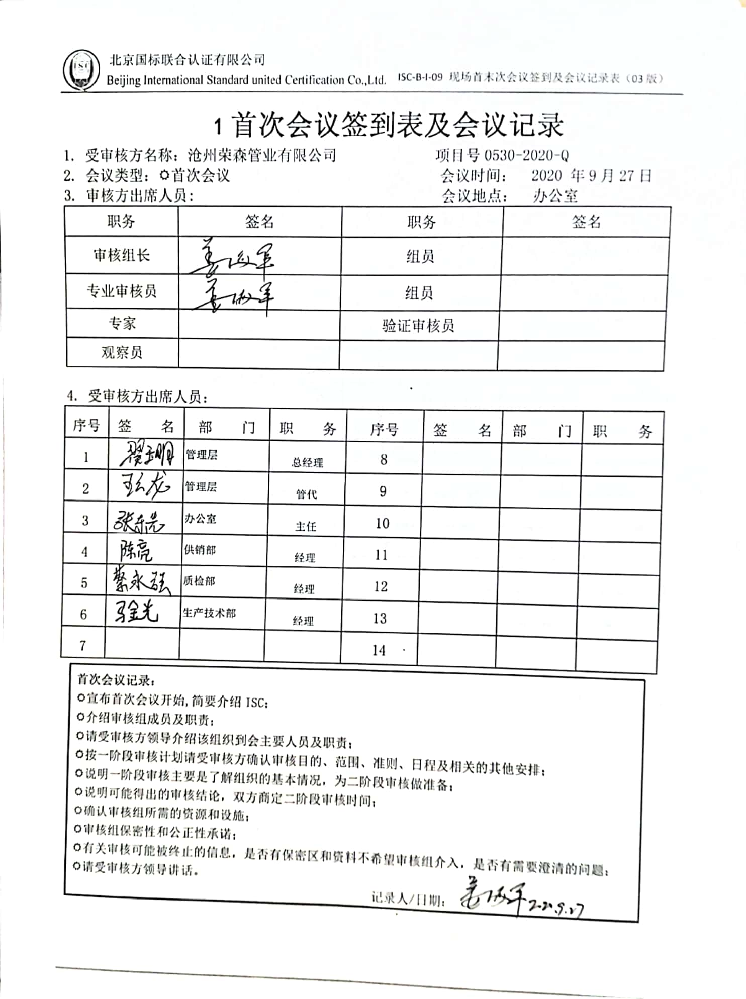 北京国标联合认证有限公司
Beijing International Standard united Certification Co.,Ltd. ISC-B-I-09 现场首末次会议签到及会议记录表（03版）
1 首次会议签到表及会议记录
1. 受审核方名称：沧州荣森管业有限公司 项目号 0530-2020-Q
2. 会议类型：✪首次会议 会议时间： 2020 年 9 月 27 日
3. 审核方出席人员： 会议地点： 办公室
职务 签名 职务 签名
审核组长 组员
专业审核员 组员
专家 验证审核员
观察员
4. 受审核方出席人员：
序号 签 名 部 门 职 务 序号 签 名 部 门 职 务
1 管理层 总经理 8
2 管理层 管代 9
3 办公室 主任 10
4 陈亮 供销部 经理 11
5 蔡永强 质检部 经理 12
6 马金光 生产技术部 经理 13
7 14
首次会议记录：
✪宣布首次会议开始,简要介绍 ISC；
✪介绍审核组成员及职责；
✪请受审核方领导介绍该组织到会主要人员及职责；
✪按一阶段审核计划请受审核方确认审核目的、范围、准则、日程及相关的其他安排；
✪说明一阶段审核主要是了解组织的基本情况，为二阶段审核做准备；
✪说明可能得出的审核结论，双方商定二阶段审核时间；
✪确认审核组所需的资源和设施；
✪审核组保密性和公正性承诺；
✪有关审核可能被终止的信息，是否有保密区和资料不希望审核组介入，是否有需要澄清的问题；
✪请受审核方领导讲话。
记录人/日期： 2020.9.27